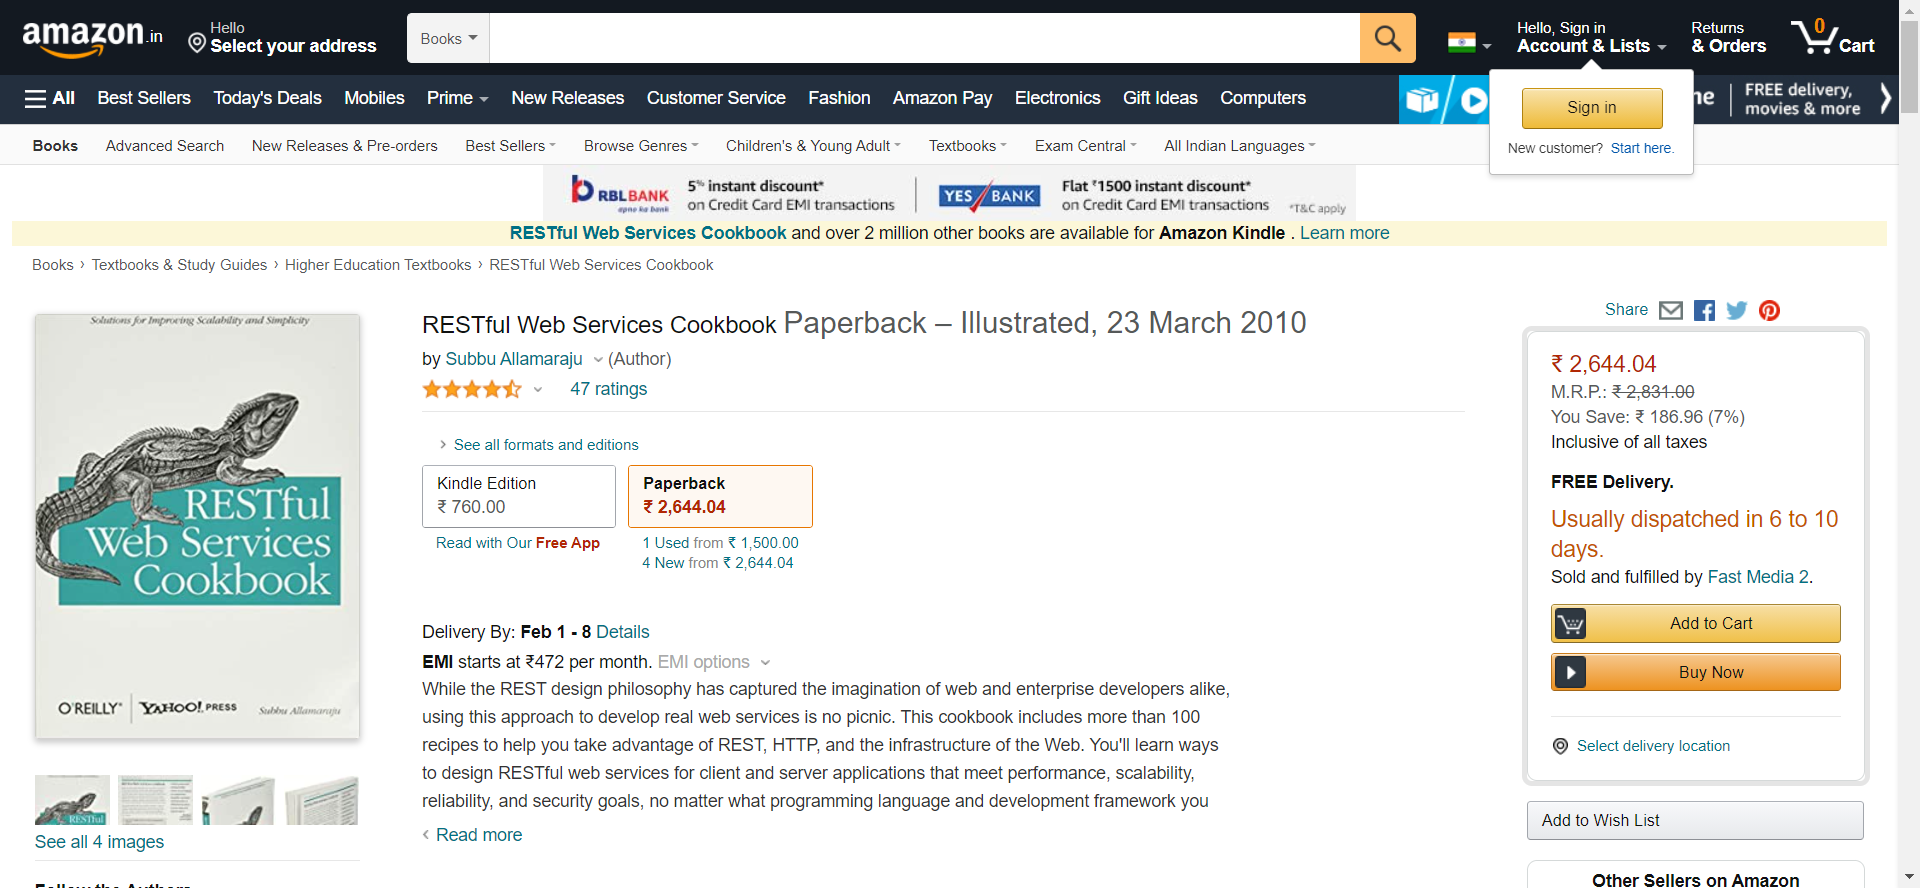 amazon.in
Hello
Select your address
Books
Hello, Sign in
Account & Lists
Returns
& Orders
0
Cart
All
Best Sellers
Today's Deals
Mobiles
Prime
New Releases
Customer Service
Fashion
Amazon Pay
Electronics
Gift Ideas
Computers
FREE delivery,
movies & more
Sign in
New customer? Start here.
Books
Advanced Search
New Releases & Pre-orders
Best Sellers
Browse Genres
Children's & Young Adult
Textbooks
Exam Central
All Indian Languages
RBLBANK
apno ka bank
5% instant discount*
on Credit Card EMI transactions
YES BANK
Flat ₹1500 instant discount*
on Credit Card EMI transactions
*T&C apply
RESTful Web Services Cookbook and over 2 million other books are available for Amazon Kindle . Learn more
Books › Textbooks & Study Guides › Higher Education Textbooks › RESTful Web Services Cookbook
Solutions for Improving Scalability and Simplicity
RESTful
Web Services
Cookbook
O'REILLY®
YAHOO! PRESS
Subbu Allamaraju
See all 4 images
RESTful Web Services Cookbook Paperback – Illustrated, 23 March 2010
by Subbu Allamaraju (Author)
47 ratings
See all formats and editions
Kindle Edition
₹ 760.00
Read with Our Free App
Paperback
₹ 2,644.04
1 Used from ₹ 1,500.00
4 New from ₹ 2,644.04
Delivery By: Feb 1 - 8 Details
EMI starts at ₹472 per month. EMI options
While the REST design philosophy has captured the imagination of web and enterprise developers alike,
using this approach to develop real web services is no picnic. This cookbook includes more than 100
recipes to help you take advantage of REST, HTTP, and the infrastructure of the Web. You'll learn ways
to design RESTful web services for client and server applications that meet performance, scalability,
reliability, and security goals, no matter what programming language and development framework you
Read more
Share
₹ 2,644.04
M.R.P.: ₹ 2,831.00
You Save: ₹ 186.96 (7%)
Inclusive of all taxes
FREE Delivery.
Usually dispatched in 6 to 10
days.
Sold and fulfilled by Fast Media 2.
Add to Cart
Buy Now
Select delivery location
Add to Wish List
Other Sellers on Amazon